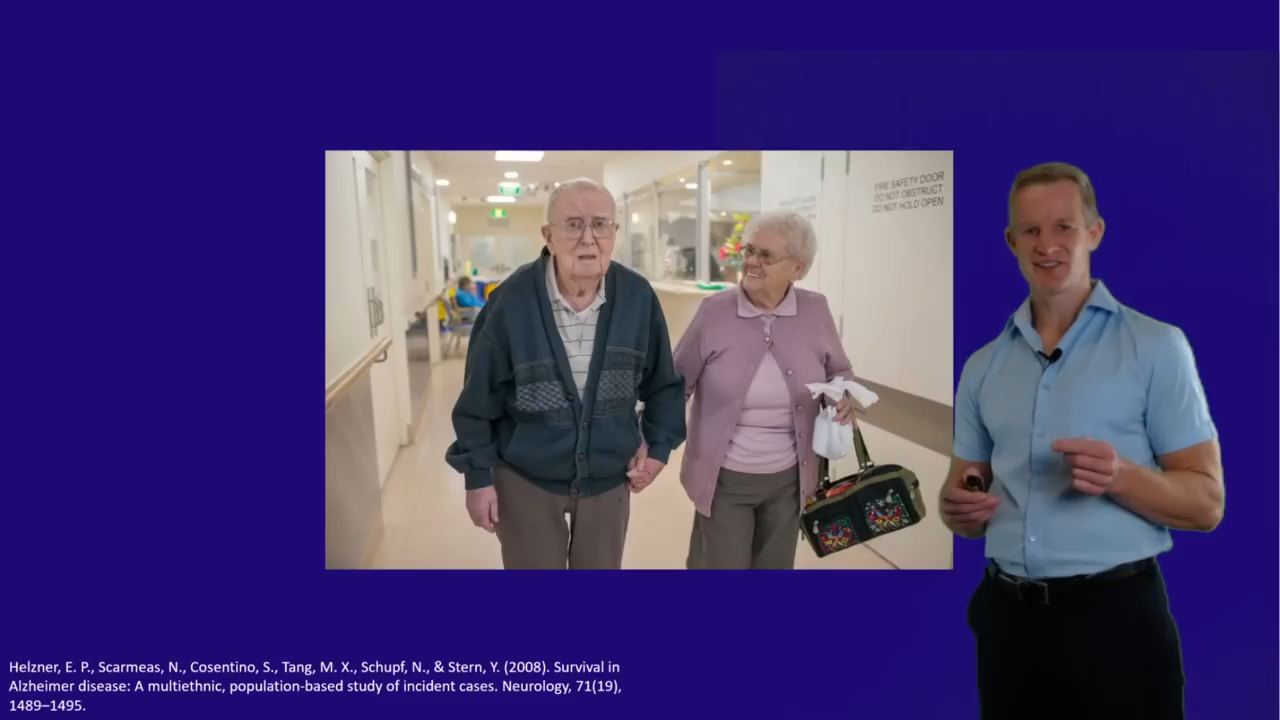 FIRE SAFETY DOOR
DO NOT OBSTRUCT
DO NOT HOLD OPEN
Helzner, E. P., Scarmeas, N., Cosentino, S., Tang, M. X., Schupf, N., & Stern, Y. (2008). Survival in
Alzheimer disease: A multiethnic, population-based study of incident cases. Neurology, 71(19),
1489–1495.